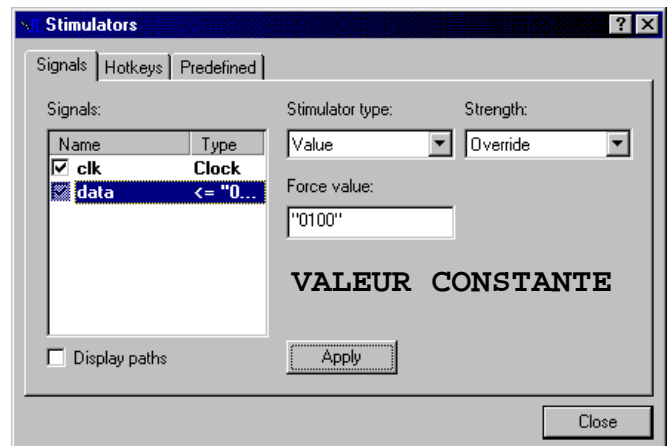 Stimulators
Signals Hotkeys Predefined
Signals:
Name Type
clk Clock
data <= "0...
Display paths
Stimulator type: Strength:
Value Override
Force value:
"0100"
VALEUR CONSTANTE
Apply
Close